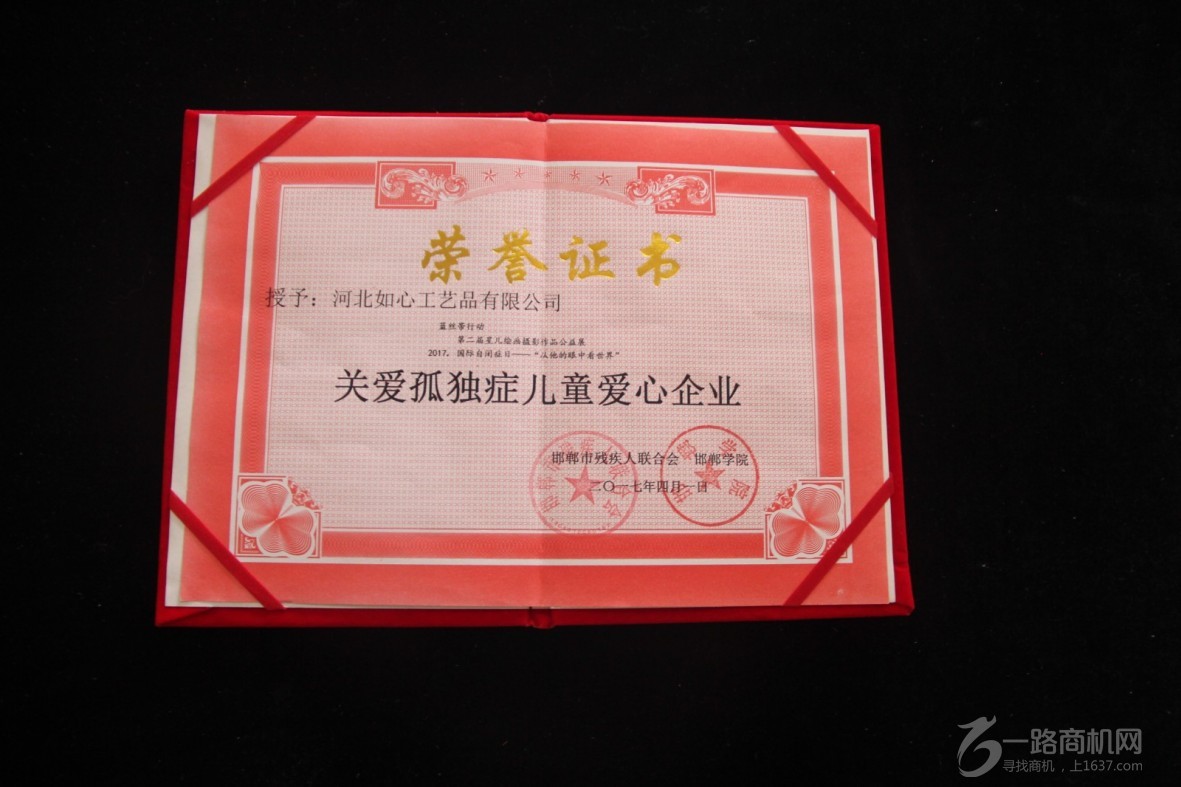 荣誉证书
授予：河北如心工艺品有限公司
蓝丝带行动
第二届星儿绘画摄影作品公益展
2017，国际自闭症日——“从他的眼中看世界”
关爱孤独症儿童爱心企业
邯郸市残疾人联合会 邯郸学院
二〇一七年四月一日
一路商机网
寻找商机，上1637.com